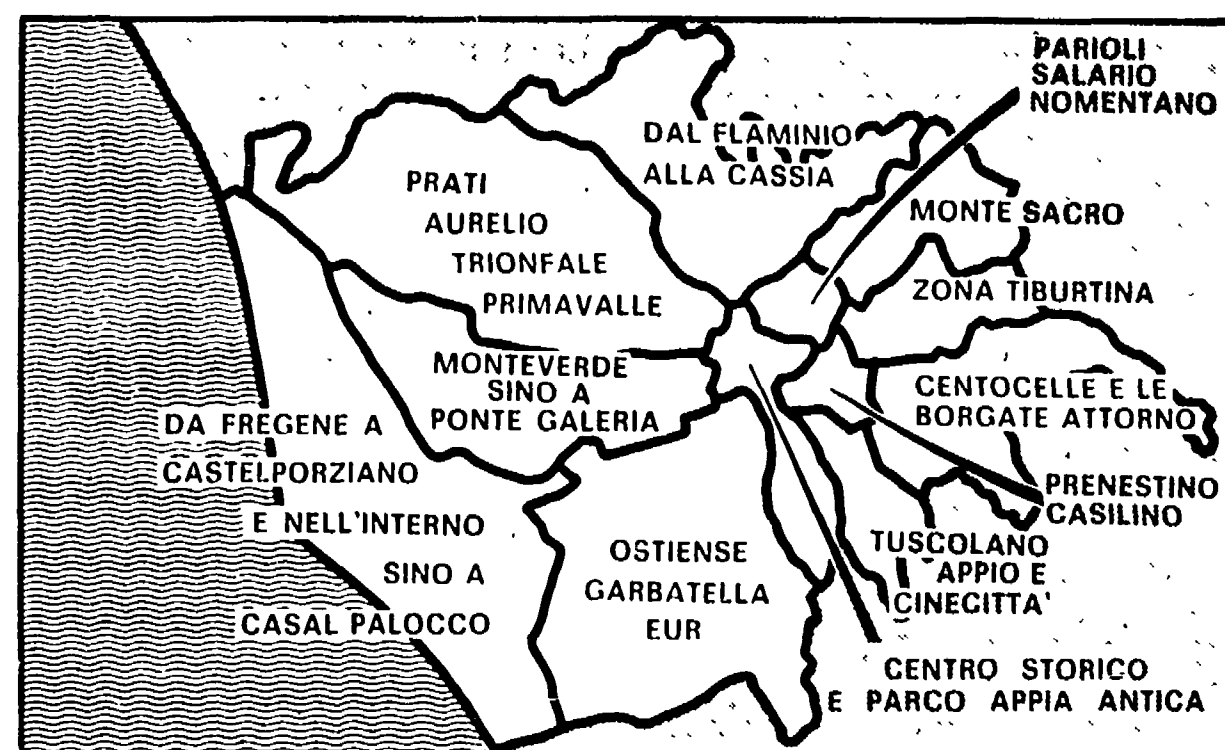 PARIOLI
SALARIO
NOMENTANO
DAL FLAMINIO
ALLA CASSIA
PRATI
AURELIO
TRIONFALE
PRIMAVALLE
MONTE SACRO
ZONA TIBURTINA
MONTEVERDE
SINO A
PONTE GALERIA
CENTOCELLE E LE
BORGATE ATTORNO
DA FREGENE A
CASTELPORZIANO
E NELL'INTERNO
SINO A
CASAL PALOCCO
PRENESTINO
CASILINO
OSTIENSE
GARBATELLA
EUR
TUSCOLANO
APPIO E
CINECITTA'
CENTRO STORICO
E PARCO APPIA ANTICA